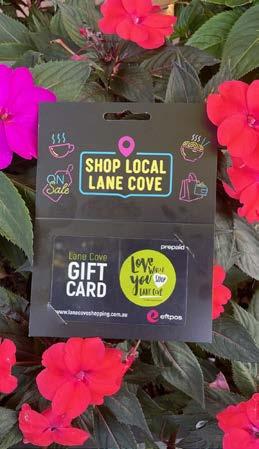 SHOP LOCAL
LANE COVE
ON
Sale
Lane Cove
GIFT
CARD
www.lanecoveshopping.com.au
prepaid
Love
you
SHOP
LANE COVE
eftpos